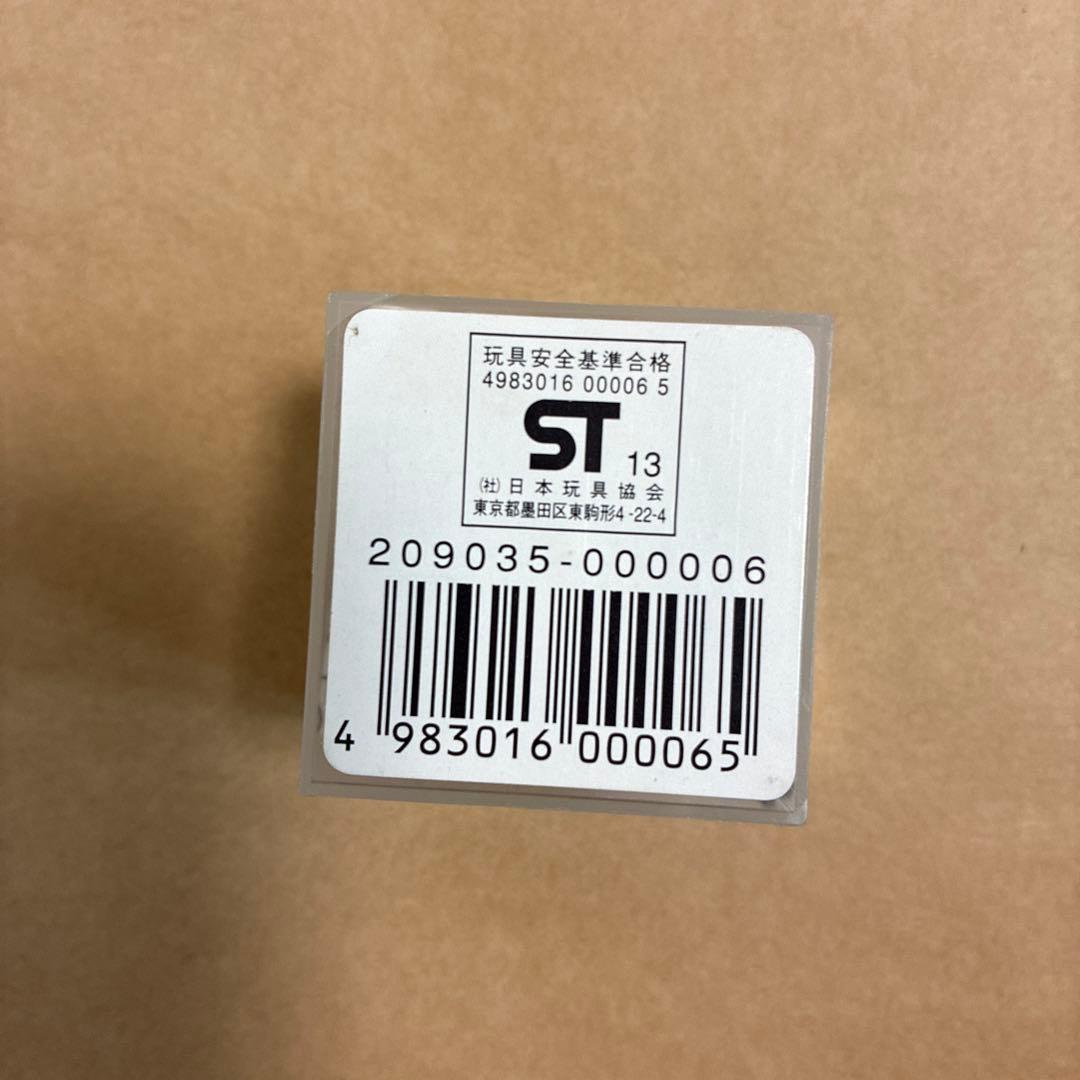 玩具安全基準合格
4983016 00006 5
ST 13
(社)日本玩具協会
東京都墨田区東駒形4-22-4
209035-000006
4 983016 000065